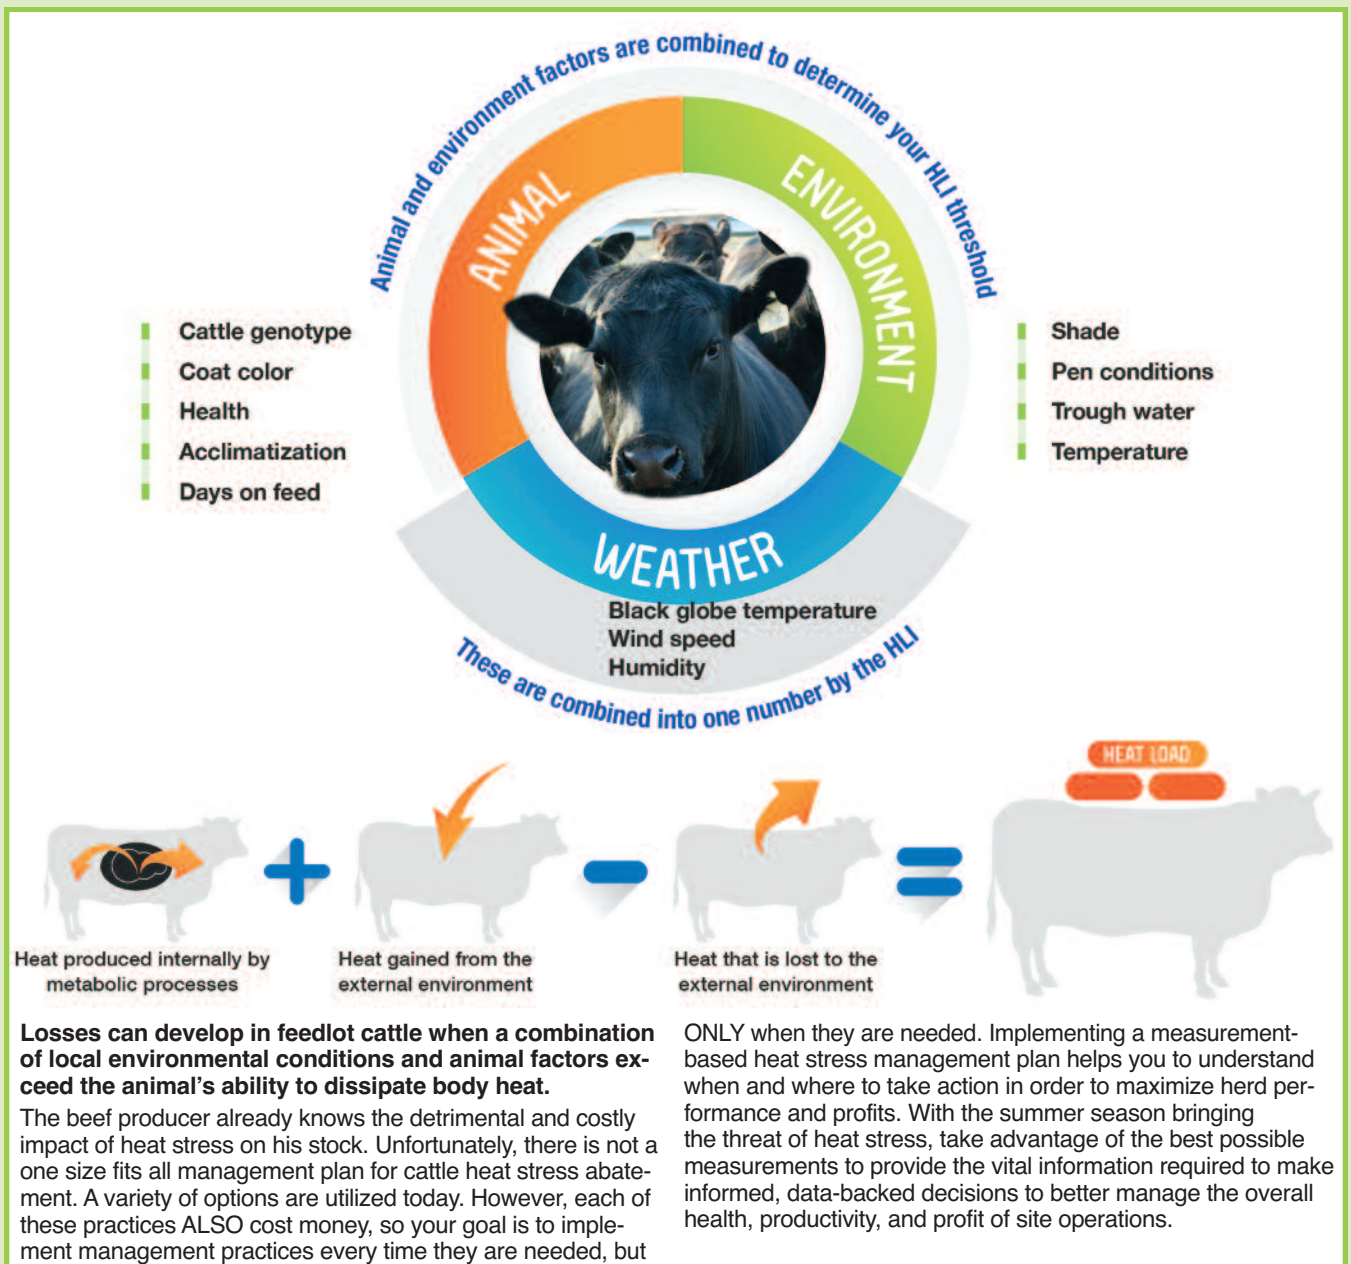 Animal and environment factors are combined to determine your HLI threshold
ANIMAL
ENVIRONMENT
Cattle genotype
Coat color
Health
Acclimatization
Days on feed
Shade
Pen conditions
Trough water
Temperature
WEATHER
Black globe temperature
Wind speed
Humidity
These are combined into one number by the HLI
HEAT LOAD
Heat produced internally by
metabolic processes
Heat gained from the
external environment
Heat that is lost to the
external environment
Losses can develop in feedlot cattle when a combination
of local environmental conditions and animal factors ex-
ceed the animal's ability to dissipate body heat.
The beef producer already knows the detrimental and costly
impact of heat stress on his stock. Unfortunately, there is not a
one size fits all management plan for cattle heat stress abate-
ment. A variety of options are utilized today. However, each of
these practices ALSO cost money, so your goal is to imple-
ment management practices every time they are needed, but
ONLY when they are needed. Implementing a measurement-
based heat stress management plan helps you to understand
when and where to take action in order to maximize herd per-
formance and profits. With the summer season bringing
the threat of heat stress, take advantage of the best possible
measurements to provide the vital information required to make
informed, data-backed decisions to better manage the overall
health, productivity, and profit of site operations.